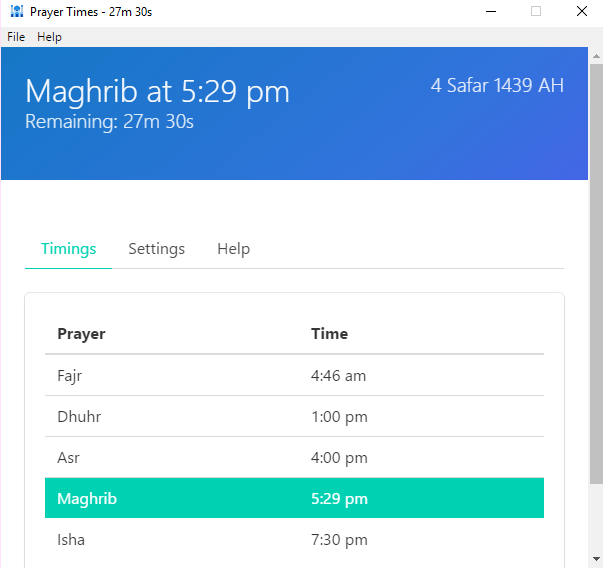 Prayer Times - 27m 30s
File Help
Maghrib at 5:29 pm
4 Safar 1439 AH
Remaining: 27m 30s
Timings Settings Help
Prayer Time
Fajr 4:46 am
Dhuhr 1:00 pm
Asr 4:00 pm
Maghrib 5:29 pm
Isha 7:30 pm